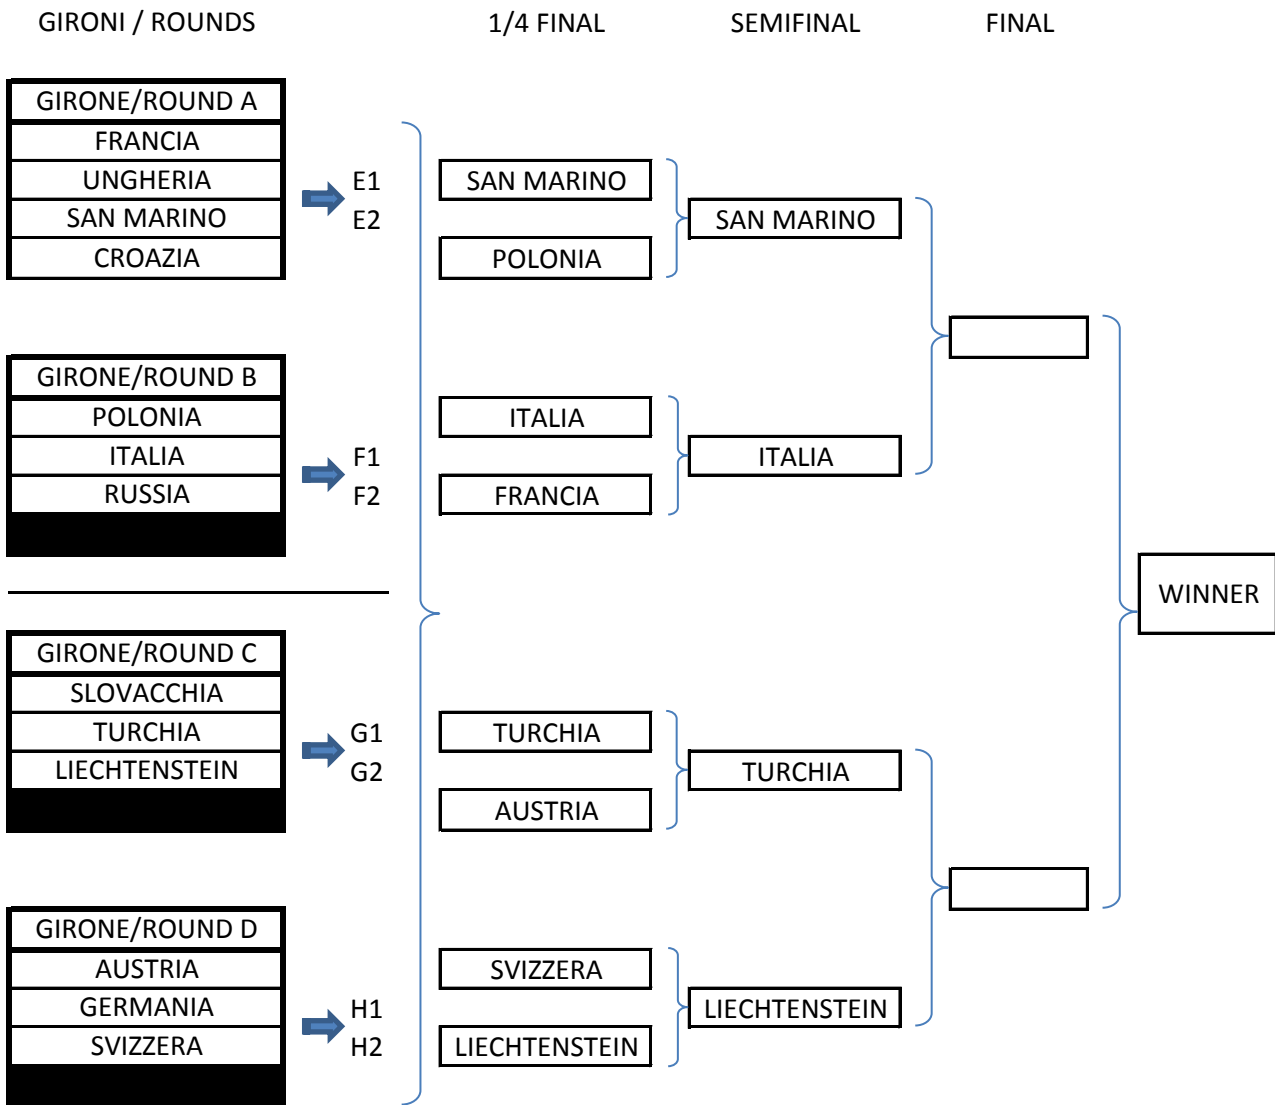 GIRONI / ROUNDS
1/4 FINAL
SEMIFINAL
FINAL
GIRONE/ROUND A
FRANCIA
UNGHERIA
SAN MARINO
CROAZIA
E1
E2
GIRONE/ROUND B
POLONIA
ITALIA
RUSSIA
F1
F2
GIRONE/ROUND C
SLOVACCHIA
TURCHIA
LIECHTENSTEIN
G1
G2
GIRONE/ROUND D
AUSTRIA
GERMANIA
SVIZZERA
H1
H2
SAN MARINO
POLONIA
ITALIA
FRANCIA
TURCHIA
AUSTRIA
SVIZZERA
LIECHTENSTEIN
SAN MARINO
ITALIA
TURCHIA
LIECHTENSTEIN
WINNER